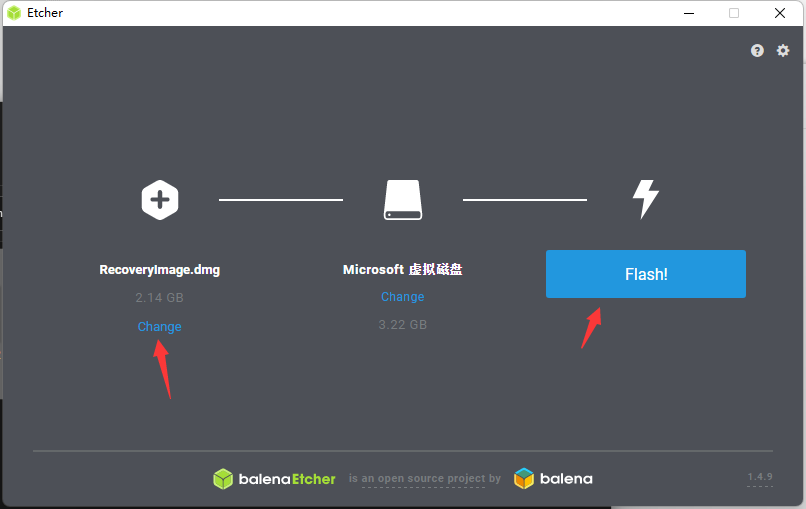 Etcher
RecoveryImage.dmg
2.14 GB
Change
Microsoft 虚拟磁盘
Change
3.22 GB
Flash!
balenaEtcher is an open source project by balena
1.4.9